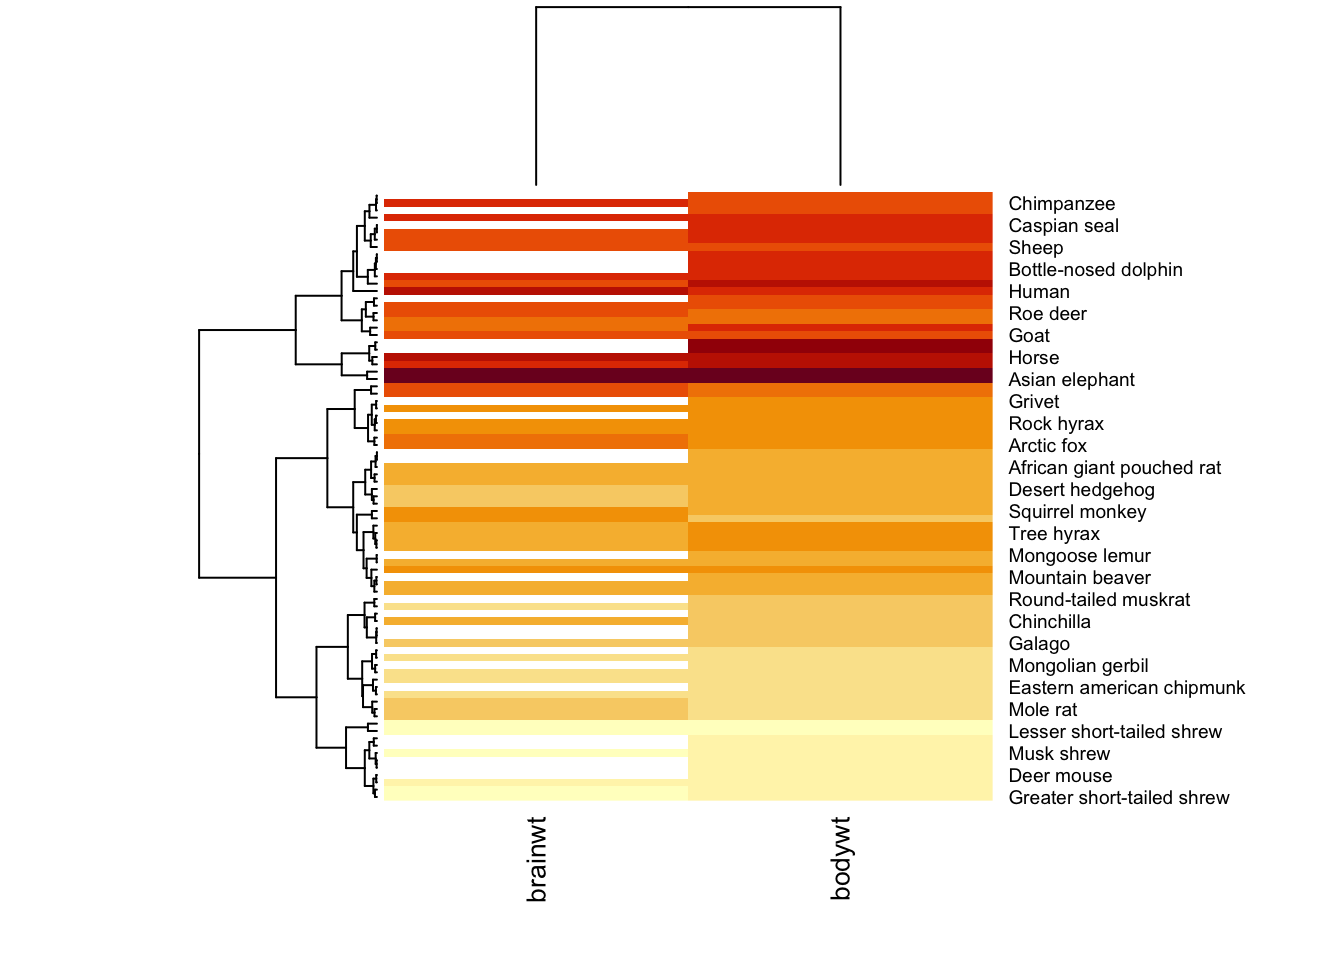 Chimpanzee
Caspian seal
Sheep
Bottle-nosed dolphin
Human
Roe deer
Goat
Horse
Asian elephant
Grivet
Rock hyrax
Arctic fox
African giant pouched rat
Desert hedgehog
Squirrel monkey
Tree hyrax
Mongoose lemur
Mountain beaver
Round-tailed muskrat
Chinchilla
Galago
Mongolian gerbil
Eastern american chipmunk
Mole rat
Lesser short-tailed shrew
Musk shrew
Deer mouse
Greater short-tailed shrew
brainwt
bodywt